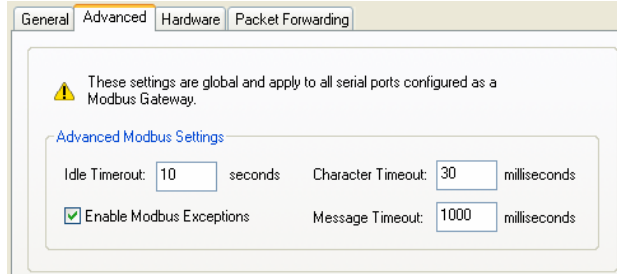 General Advanced Hardware Packet Forwarding
These settings are global and apply to all serial ports configured as a
Modbus Gateway.
Advanced Modbus Settings
Idle Timerout: 10 seconds Character Timeout: 30 milliseconds
Enable Modbus Exceptions Message Timeout: 1000 milliseconds